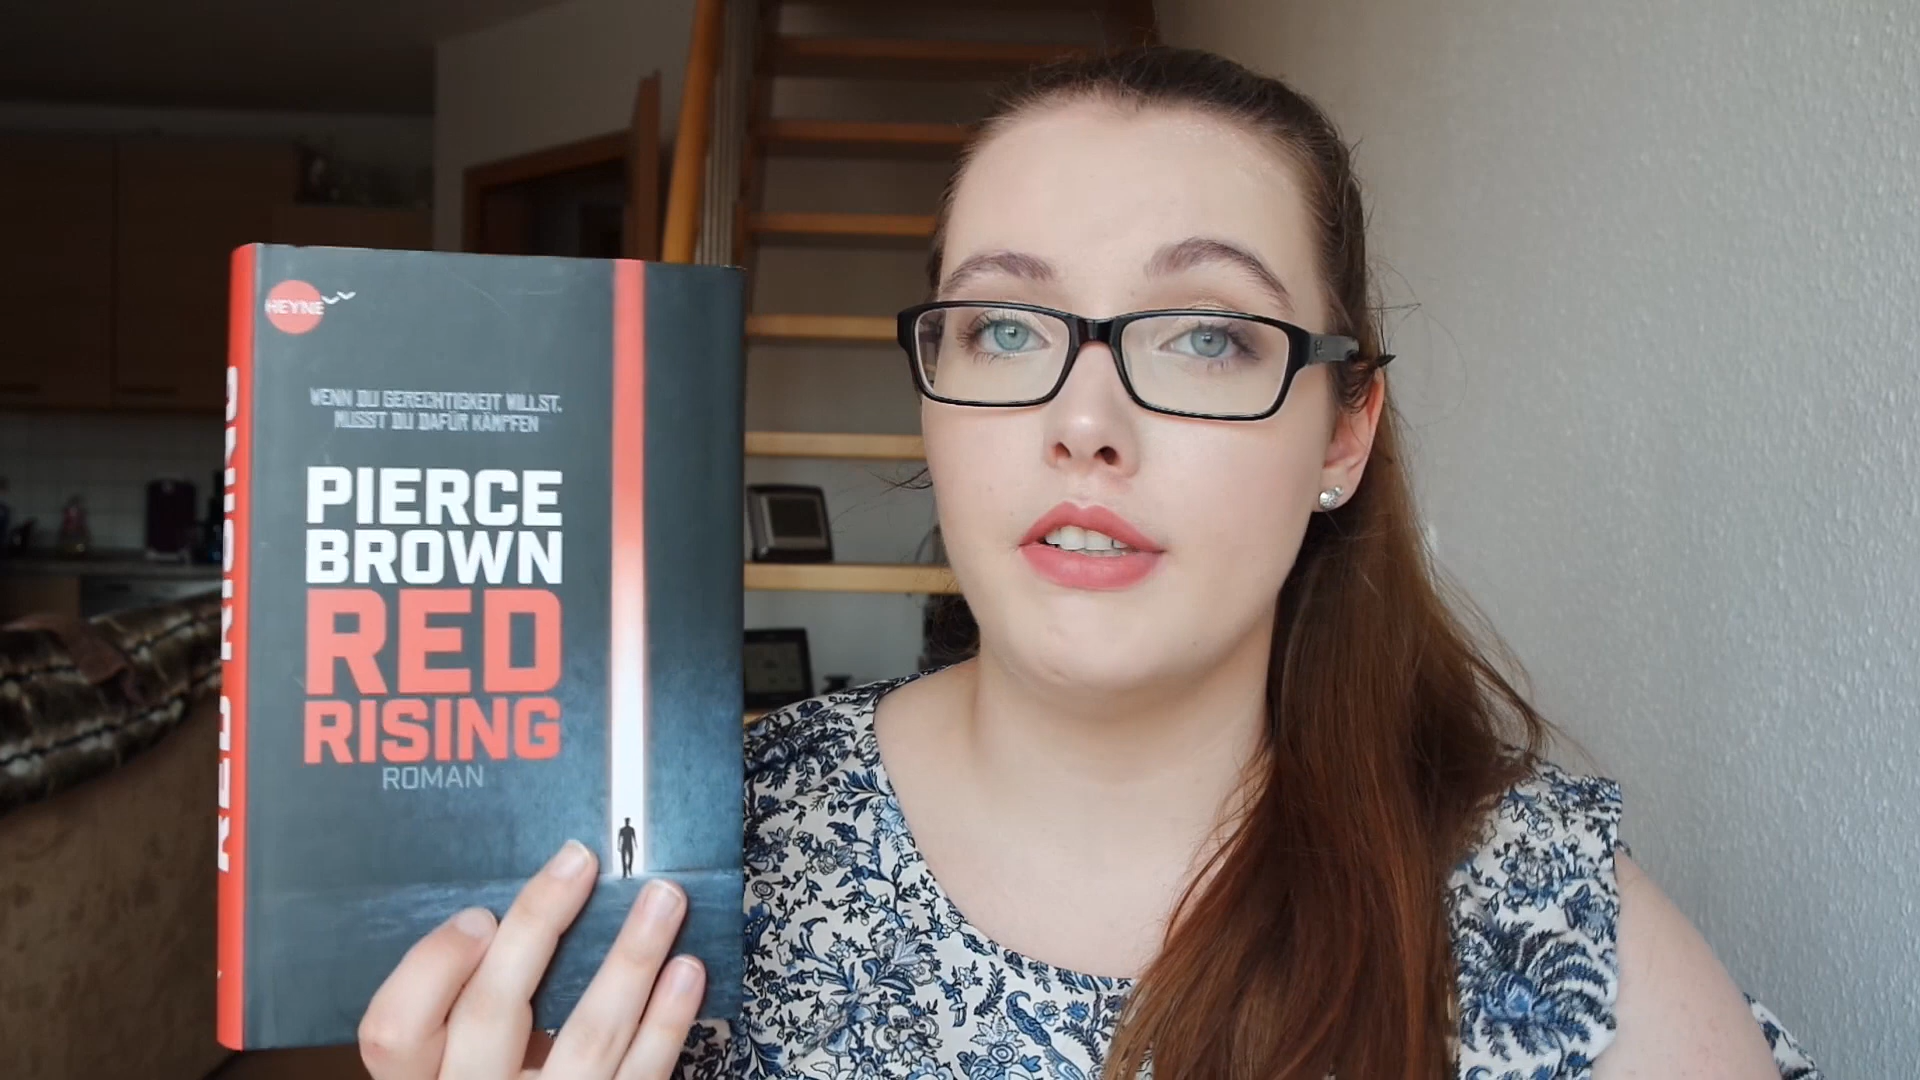 HEYNE
WENN DU GERECHTIGKEIT WILLST,
MUSST DU DAFÜR KÄMPFEN
PIERCE
BROWN
RED
RISING
ROMAN
RED RISING